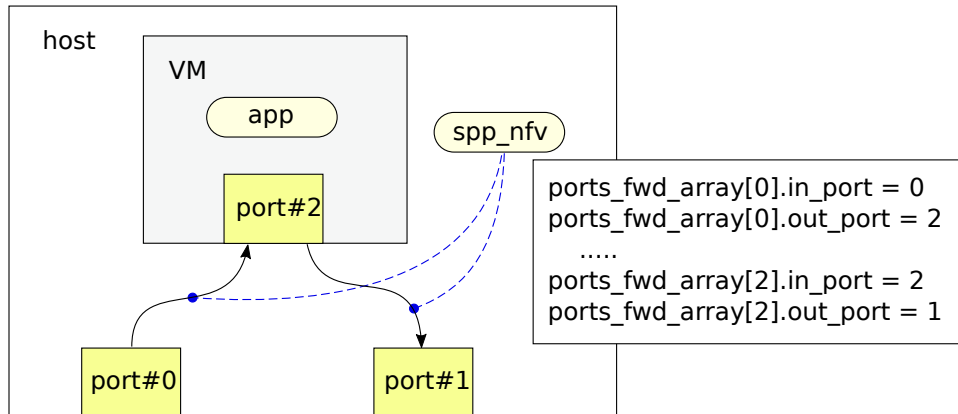 host
VM
app
spp_nfv
port#2
ports_fwd_array[0].in_port = 0
ports_fwd_array[0].out_port = 2
.....
ports_fwd_array[2].in_port = 2
ports_fwd_array[2].out_port = 1
port#0
port#1